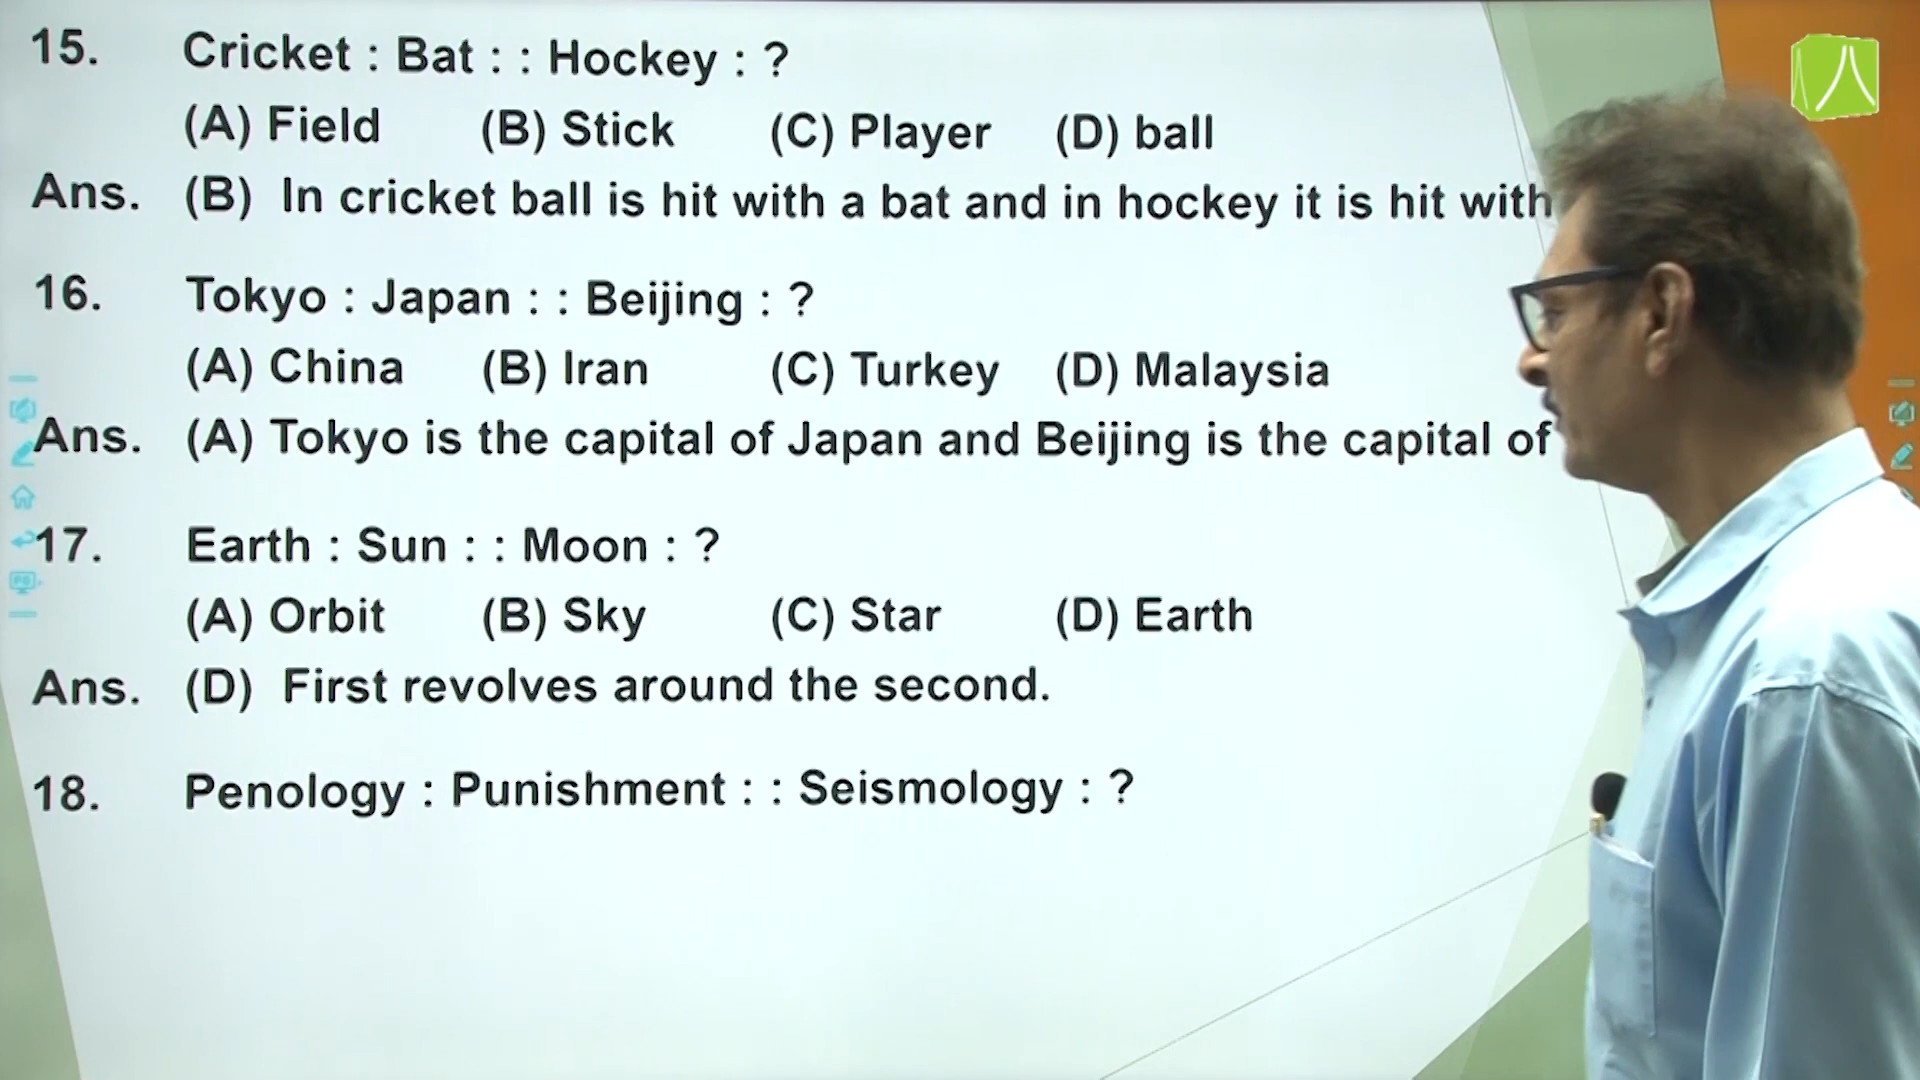 15. Cricket : Bat : : Hockey : ?
(A) Field (B) Stick (C) Player (D) ball
Ans. (B) In cricket ball is hit with a bat and in hockey it is hit with
16. Tokyo : Japan : : Beijing : ?
(A) China (B) Iran (C) Turkey (D) Malaysia
Ans. (A) Tokyo is the capital of Japan and Beijing is the capital of
17. Earth : Sun : : Moon : ?
(A) Orbit (B) Sky (C) Star (D) Earth
Ans. (D) First revolves around the second.
18. Penology : Punishment : : Seismology : ?